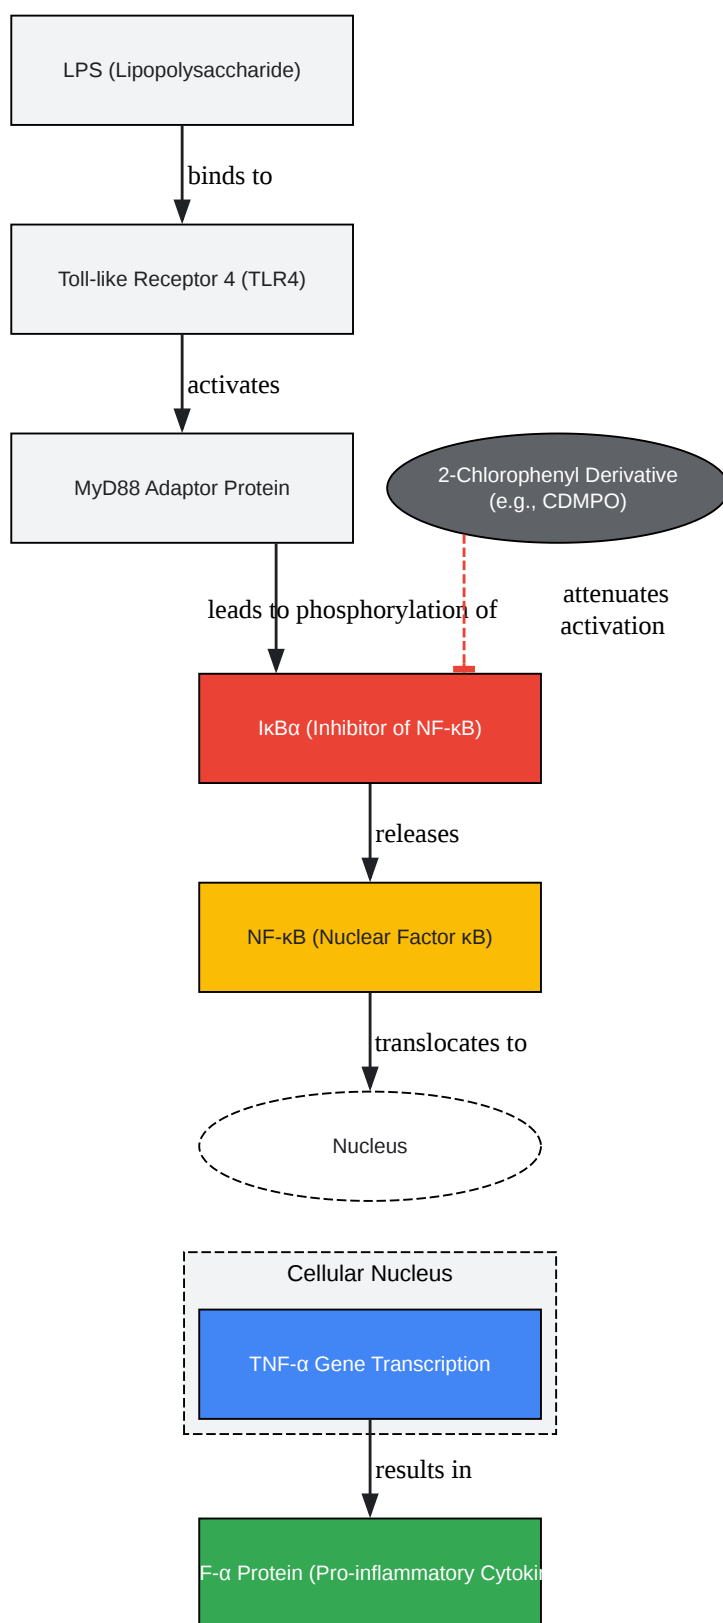 LPS (Lipopolysaccharide)
binds to
Toll-like Receptor 4 (TLR4)
activates
MyD88 Adaptor Protein
2-Chlorophenyl Derivative
(e.g., CDMPO)
leads to phosphorylation of
attenuates
activation
IκBα (Inhibitor of NF-κB)
releases
NF-κB (Nuclear Factor κB)
translocates to
Nucleus
Cellular Nucleus
TNF-α Gene Transcription
results in
F-α Protein (Pro-inflammatory Cytoki